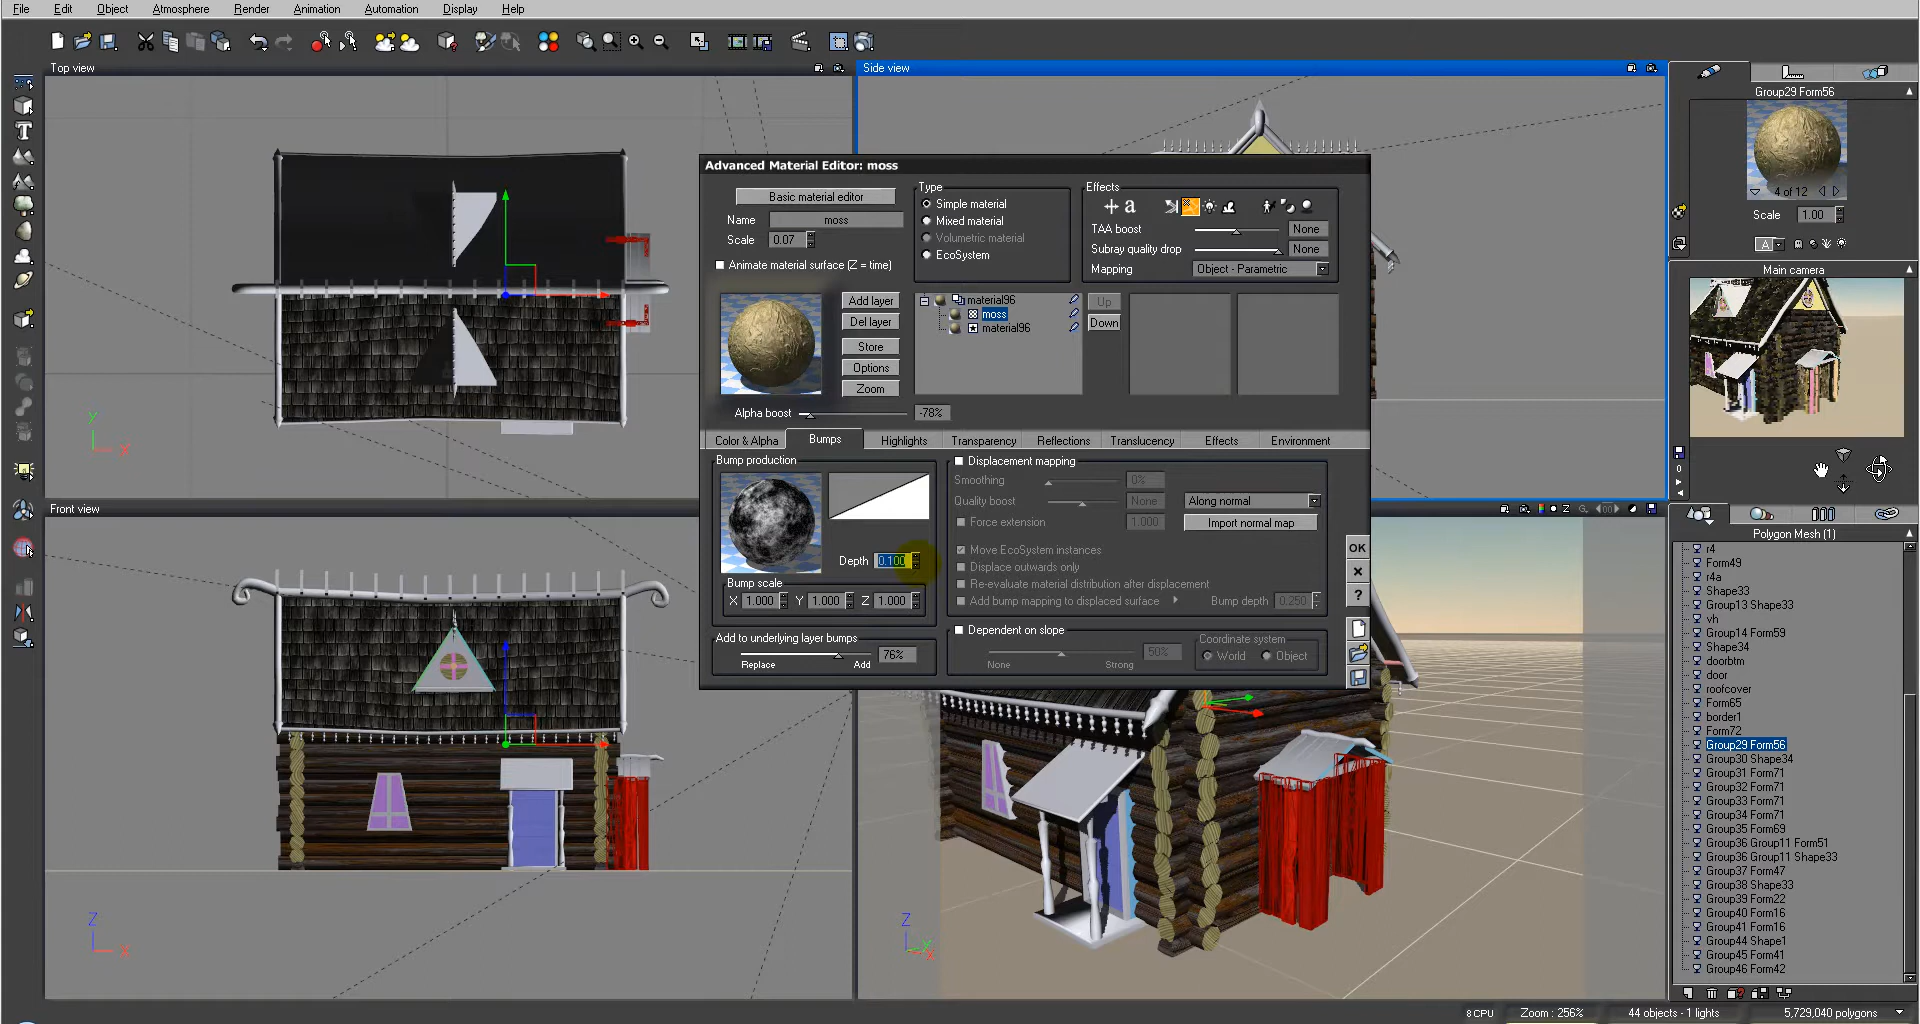 File Edit Object Atmosphere Render Animation Automation Display Help
Top view
Side view
Group29 Form56
4 of 12
Scale 1.00
A
Main camera
0
Advanced Material Editor: moss
Basic material editor
Name moss
Scale 0.07
Animate material surface (Z = time)
Type
Simple material
Mixed material
Volumetric material
EcoSystem
Effects
a
TAA boost None
Subray quality drop None
Mapping Object - Parametric
Add layer
Del layer
Store
Options
Zoom
material96
moss
material96
Up
Down
Alpha boost -78%
Color & Alpha Bumps Highlights Transparency Reflections Translucency Effects Environment
Bump production
Depth 0.100
Bump scale
X 1.000 Y 1.000 Z 1.000
Add to underlying layer bumps
76%
Replace Add
Displacement mapping
Smoothing 0%
Quality boost None
Along normal
Force extension 1.000
Import normal map
Move EcoSystem instances
Displace outwards only
Re-evaluate material distribution after displacement
Add bump mapping to displaced surface Bump depth 0.250
Dependent on slope
50%
None Strong
Coordinate system
World Object
OK
?
Front view
y
x
Z
X
Z
Y
X
Polygon Mesh (1)
r4
Form49
r4a
Shape33
Group13 Shape33
vh
Group14 Form59
Shape34
doorbtm
door
roofcover
Form65
border1
Form72
Group29 Form56
Group30 Shape34
Group31 Form71
Group32 Form71
Group33 Form71
Group34 Form71
Group35 Form69
Group36 Group11 Form51
Group36 Group11 Shape33
Group37 Form47
Group38 Shape33
Group39 Form22
Group40 Form16
Group41 Form16
Group44 Shape1
Group45 Form41
Group46 Form42
8 CPU Zoom : 256% 44 objects - 1 lights 5,729,040 polygons